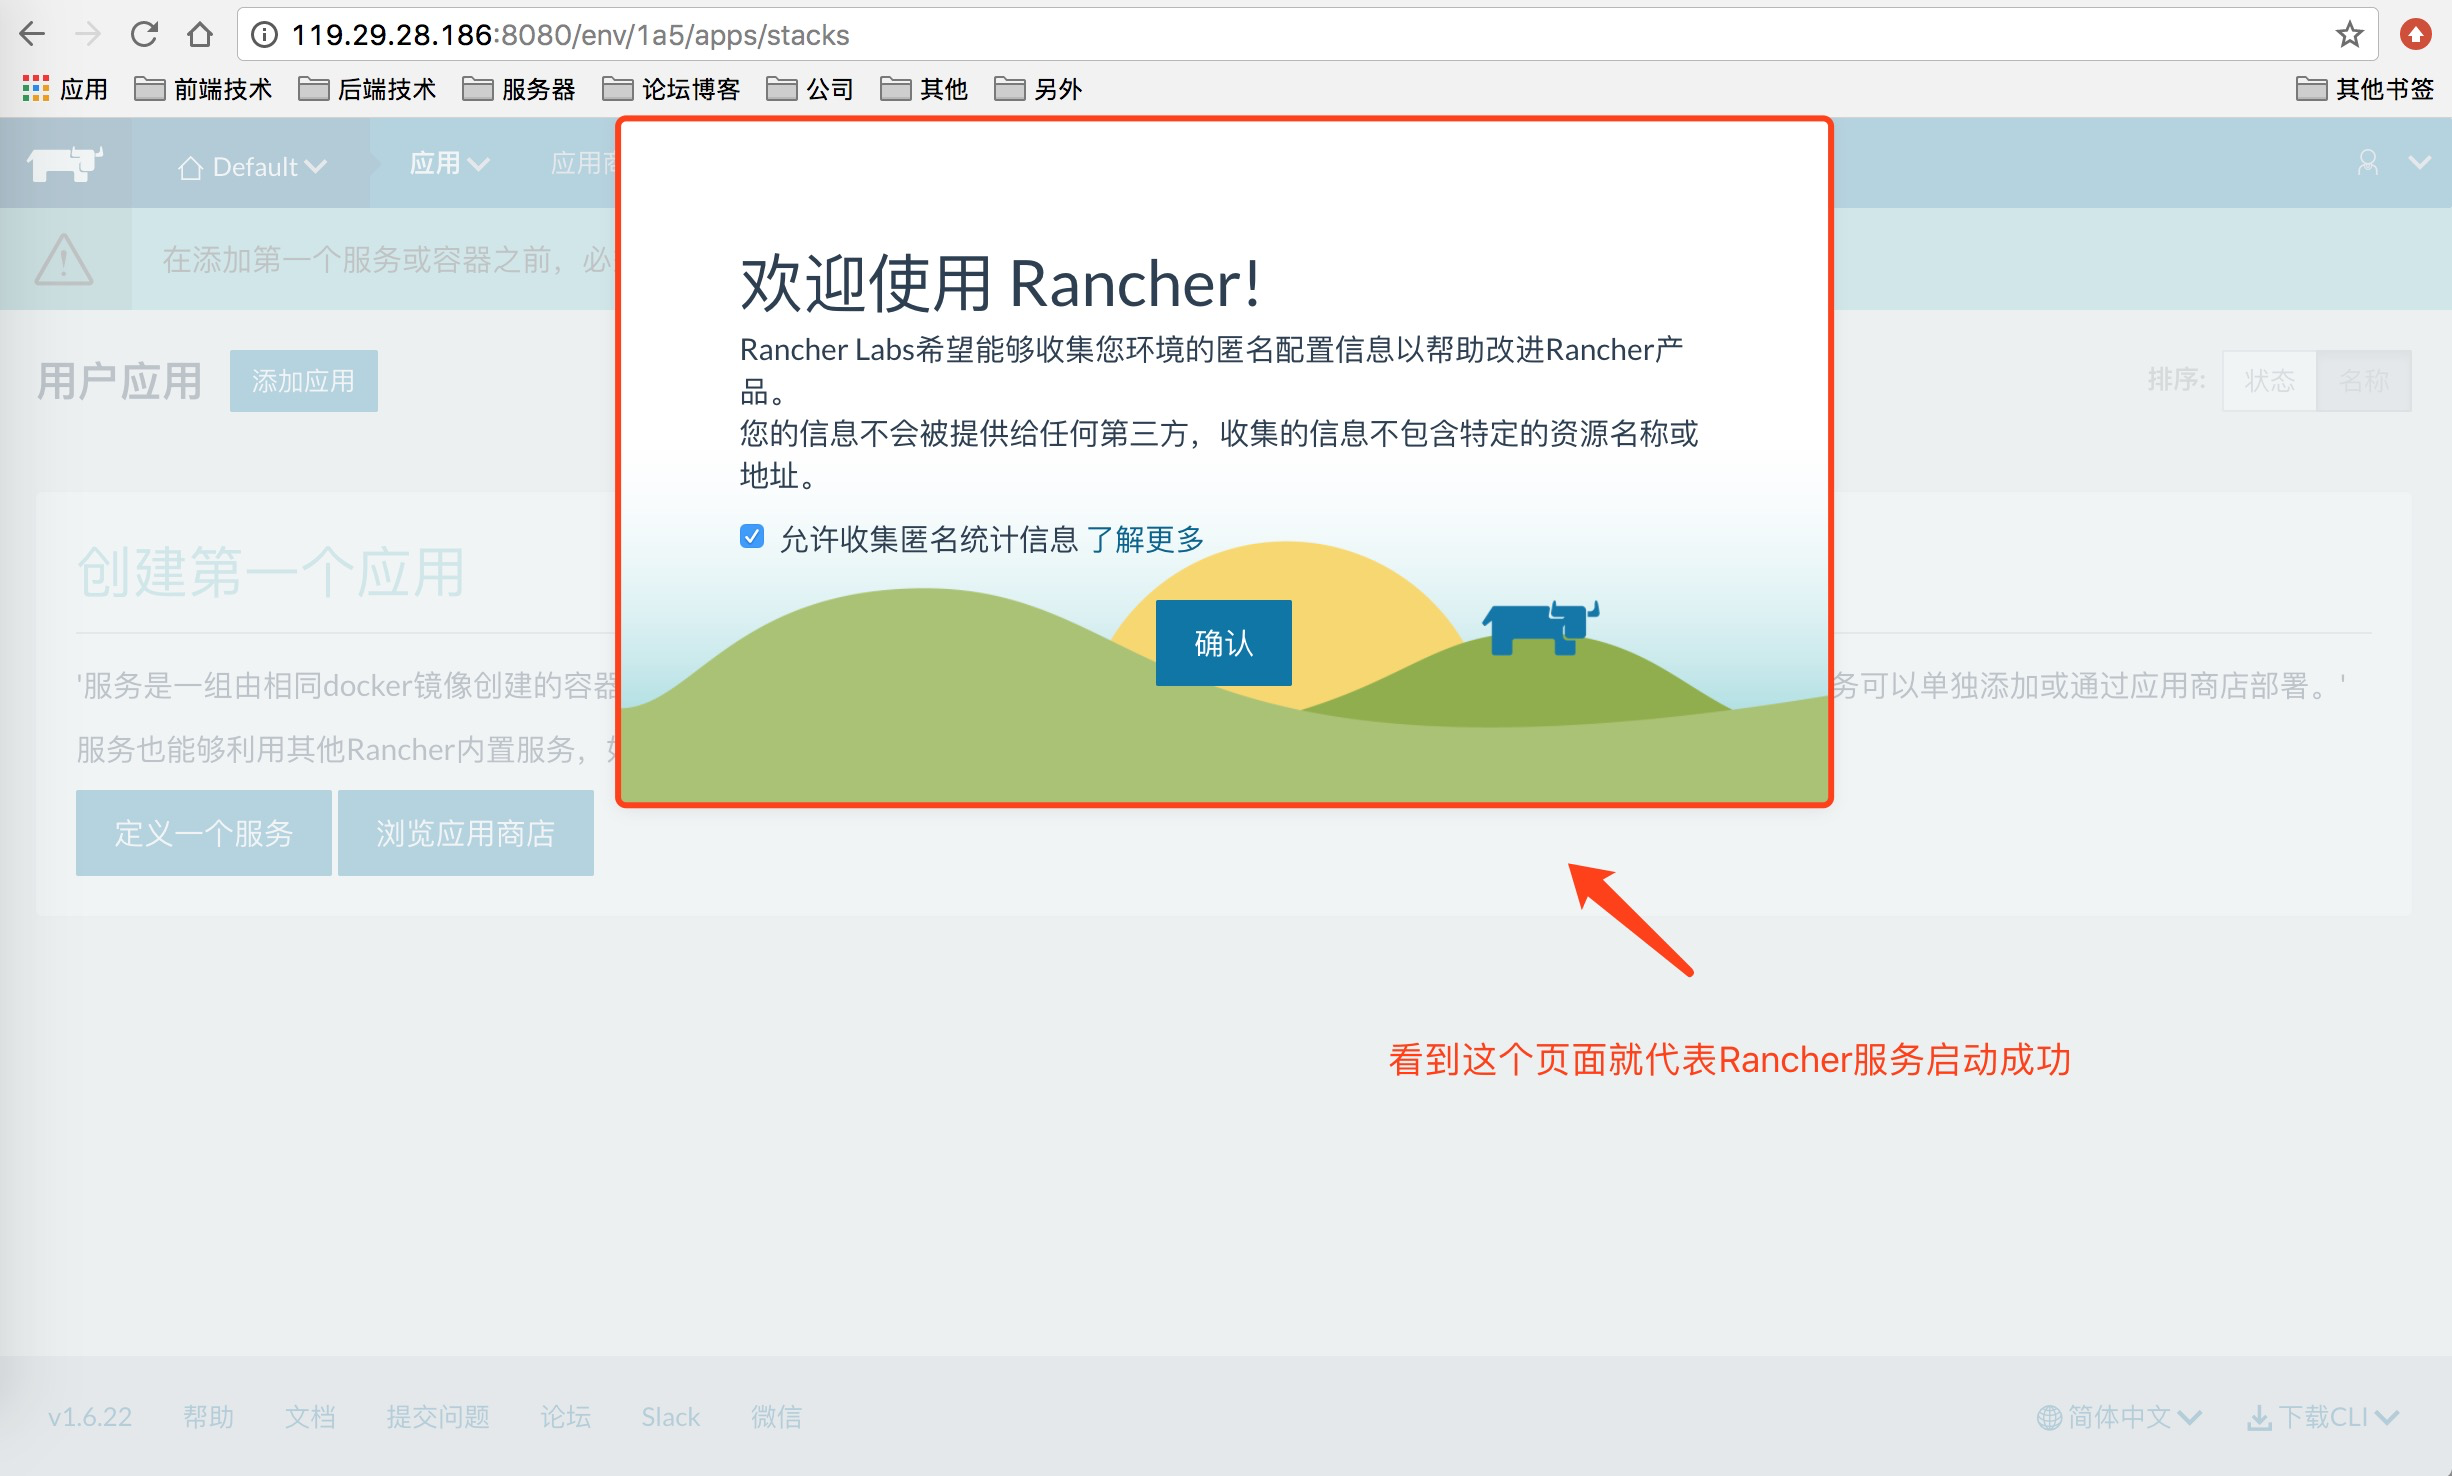 119.29.28.186:8080/env/1a5/apps/stacks
应用 前端技术 后端技术 服务器 论坛博客 公司 其他 另外 其他书签
Default 应用 应用
在添加第一个服务或容器之前，必
欢迎使用 Rancher!
Rancher Labs希望能够收集您环境的匿名配置信息以帮助改进Rancher产
品。
您的信息不会被提供给任何第三方，收集的信息不包含特定的资源名称或
地址。
允许收集匿名统计信息 了解更多
确认
用户应用 添加应用 排序: 状态 名称
创建第一个应用
'服务是一组由相同docker镜像创建的容器 务可以单独添加或通过应用商店部署。'
服务也能够利用其他Rancher内置服务，
定义一个服务 浏览应用商店
看到这个页面就代表Rancher服务启动成功
v1.6.22 帮助 文档 提交问题 论坛 Slack 微信 简体中文 下载CLI